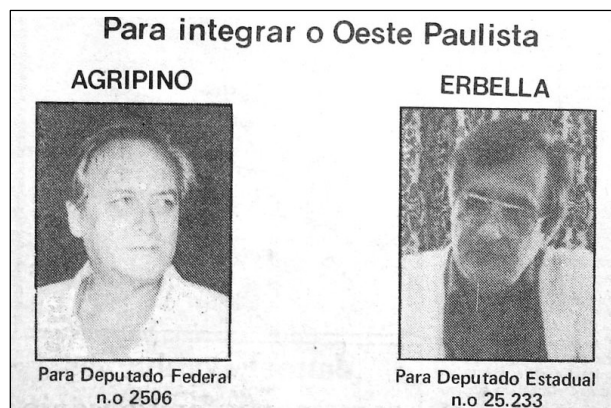 Para integrar o Oeste Paulista
AGRIPINO
ERBELLA
Para Deputado Federal
n.o 2506
Para Deputado Estadual
n.o 25.233